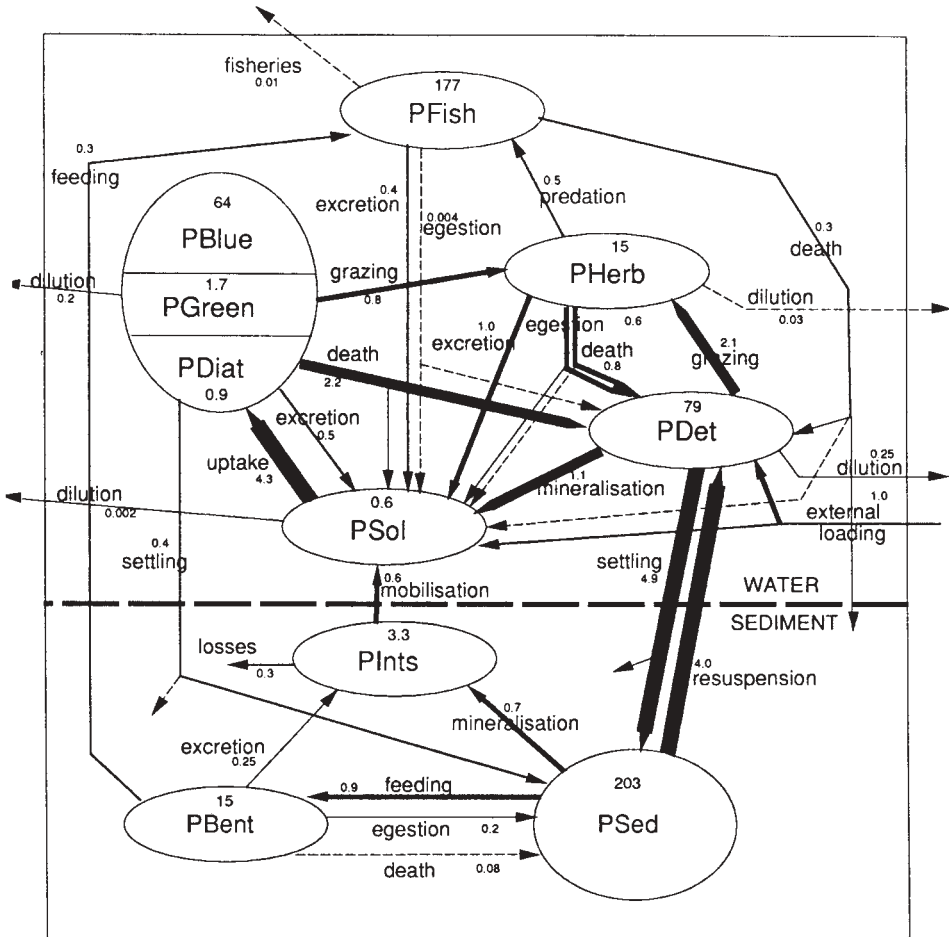 fisheries
0.01
177
PFish
0.3
feeding
0.4
excretion
0.004
egestion
0.5
predation
0.3
death
64
PBlue
1.7
PGreen
PDiat
0.9
dilution
0.2
grazing
0.8
15
PHerb
dilution
0.03
1.0
excretion
egestion
0.6
death
0.8
2.1
grazing
death
2.2
79
PDet
excretion
0.5
uptake
4.3
dilution
0.25
1.1
mineralisation
dilution
0.002
0.6
PSol
1.0
external
loading
0.4
settling
0.6
mobilisation
settling
4.9
WATER
SEDIMENT
losses
0.3
3.3
PInts
4.0
resuspension
0.7
mineralisation
excretion
0.25
15
PBent
0.9
feeding
egestion
0.2
death
0.08
203
PSed